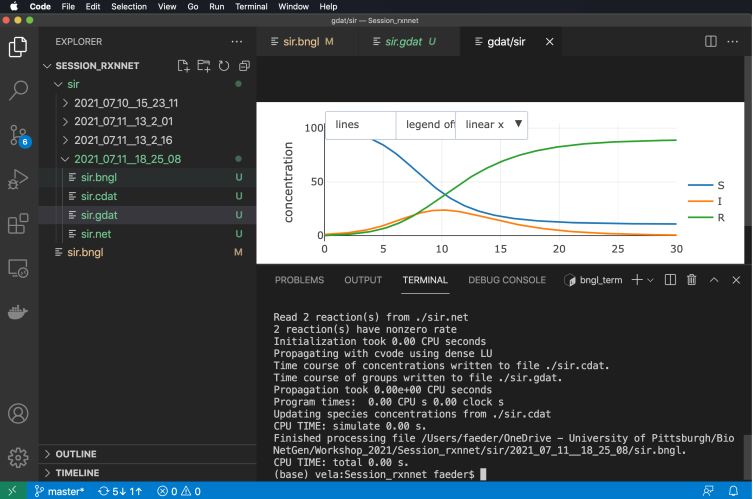 Code File Edit Selection View Go Run Terminal Window Help
gdat/sir — Session_rxnnet
EXPLORER
SESSION_RXNNET
sir
2021_07_10__15_23_11
2021_07_11__13_2_01
2021_07_11__13_2_16
2021_07_11__18_25_08
sir.bngl U
sir.cdat U
sir.gdat U
sir.net U
sir.bngl M
OUTLINE
TIMELINE
6
sir.bngl M
sir.gdat U
gdat/sir
lines
legend off
linear x
concentration
100
50
0
0 5 10 15 20 25 30
S
I
R
PROBLEMS OUTPUT TERMINAL DEBUG CONSOLE bngl_term
Read 2 reaction(s) from ./sir.net
2 reaction(s) have nonzero rate
Initialization took 0.00 CPU seconds
Propagating with cvode using dense LU
Time course of concentrations written to file ./sir.cdat.
Time course of groups written to file ./sir.gdat.
Propagation took 0.00e+00 CPU seconds
Program times:  0.00 CPU s 0.00 clock s
Updating species concentrations from ./sir.cdat
CPU TIME: simulate 0.00 s.
Finished processing file /Users/faeder/OneDrive - University of Pittsburgh/Bio
NetGen/Workshop_2021/Session_rxnnet/sir/2021_07_11__18_25_08/sir.bngl.
CPU TIME: total 0.00 s.
(base) vela:Session_rxnnet faeder$
master* 5↓ 1↑ 0 0